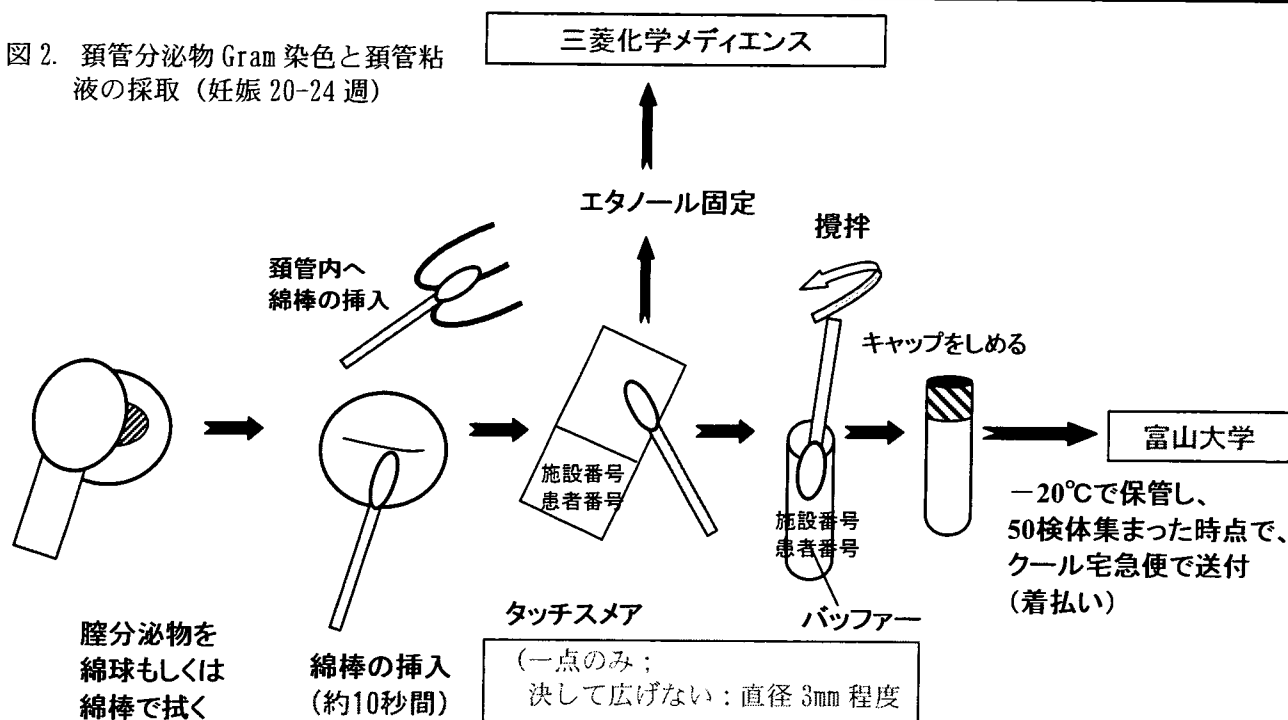 図 2. 頚管分泌物 Gram 染色と頚管粘
液の採取 (妊娠 20-24 週)
三菱化学メディエンス
エタノール固定
攪拌
頚管内へ
綿棒の挿入
キャップをしめる
施設番号
患者番号
施設番号
患者番号
富山大学
−20℃で保管し、
50検体集まった時点で、
クール宅急便で送付
(着払い)
タッチスメア
バッファー
腟分泌物を
綿球もしくは
綿棒で拭く
綿棒の挿入
(約10秒間)
(一点のみ;
決して広げない:直径 3mm 程度